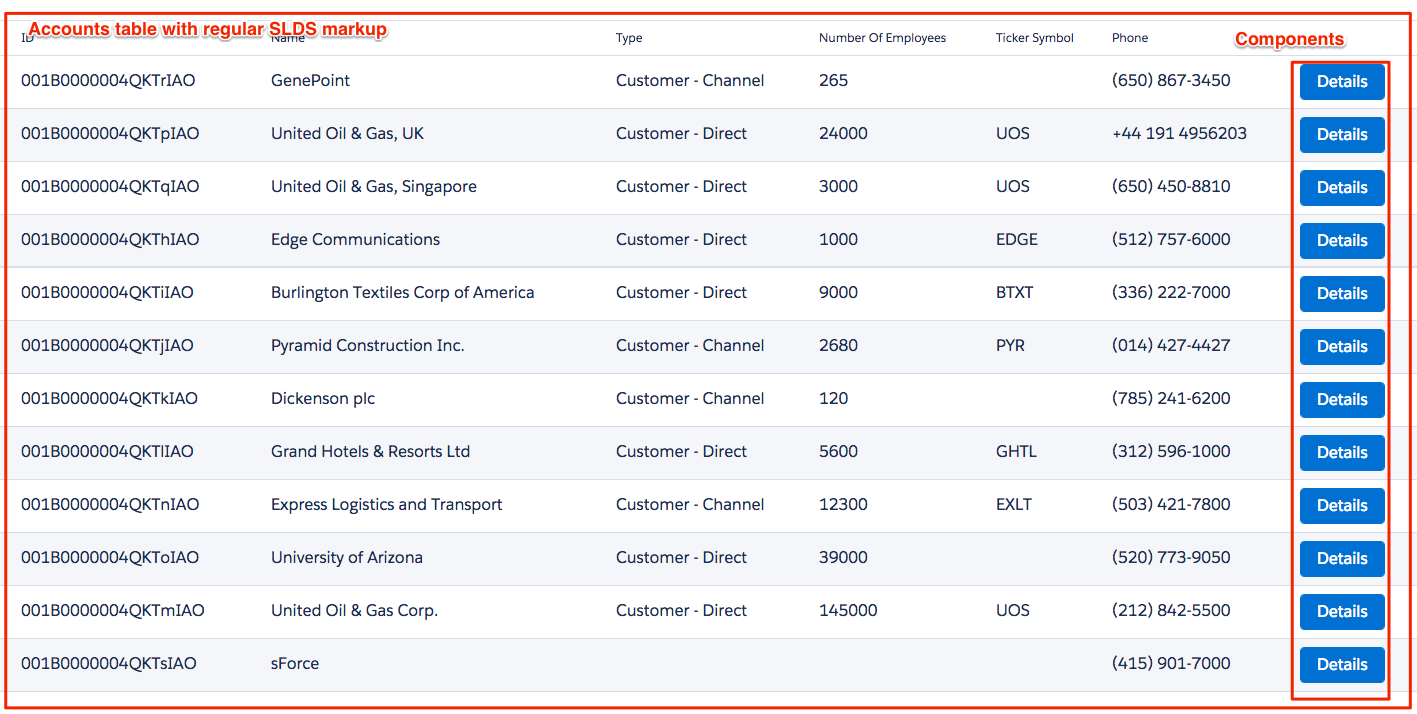 Accounts table with regular SLDS markup
Components
ID Name Type Number Of Employees Ticker Symbol Phone
001B0000004QKTrIAO GenePoint Customer - Channel 265 (650) 867-3450 Details
001B0000004QKTpIAO United Oil & Gas, UK Customer - Direct 24000 UOS +44 191 4956203 Details
001B0000004QKTqIAO United Oil & Gas, Singapore Customer - Direct 3000 UOS (650) 450-8810 Details
001B0000004QKThIAO Edge Communications Customer - Direct 1000 EDGE (512) 757-6000 Details
001B0000004QKTiIAO Burlington Textiles Corp of America Customer - Direct 9000 BTXT (336) 222-7000 Details
001B0000004QKTjIAO Pyramid Construction Inc. Customer - Channel 2680 PYR (014) 427-4427 Details
001B0000004QKTkIAO Dickenson plc Customer - Channel 120 (785) 241-6200 Details
001B0000004QKTlIAO Grand Hotels & Resorts Ltd Customer - Direct 5600 GHTL (312) 596-1000 Details
001B0000004QKTnIAO Express Logistics and Transport Customer - Channel 12300 EXLT (503) 421-7800 Details
001B0000004QKToIAO University of Arizona Customer - Direct 39000 (520) 773-9050 Details
001B0000004QKTmIAO United Oil & Gas Corp. Customer - Direct 145000 UOS (212) 842-5500 Details
001B0000004QKTsIAO sForce (415) 901-7000 Details